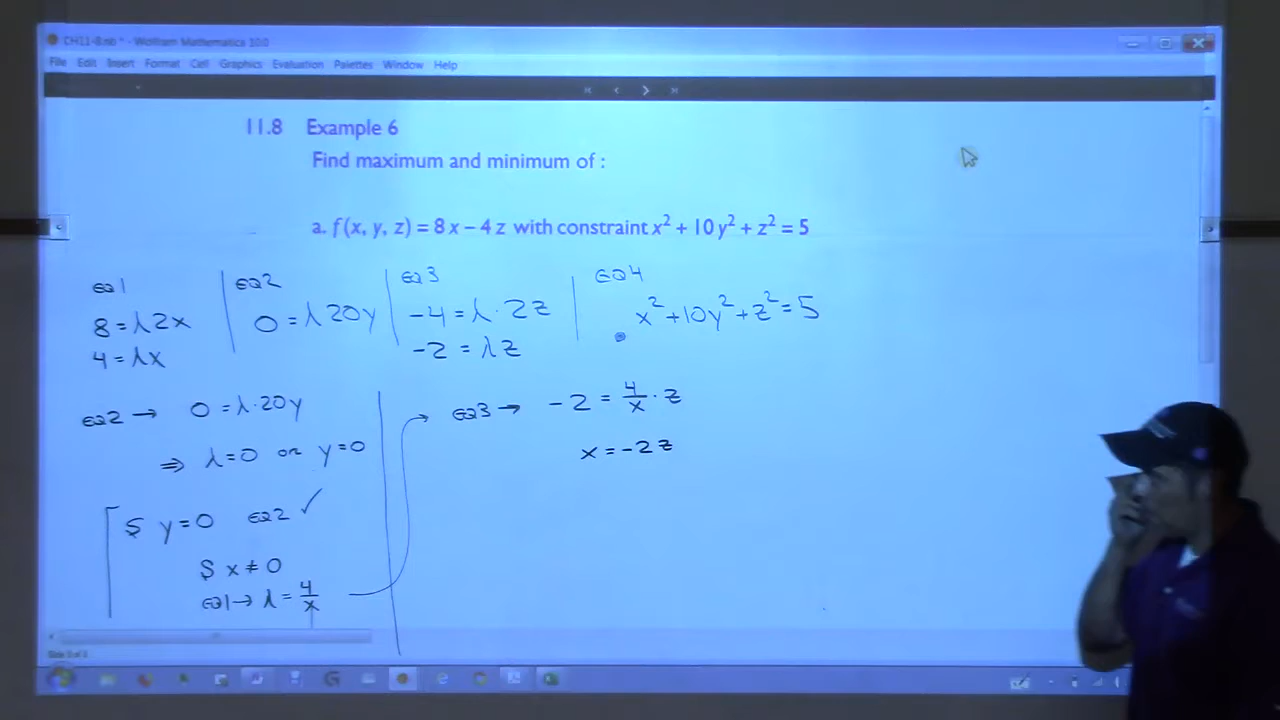 CH11-8.nb * - Wolfram Mathematica 10.0
File Edit Insert Format Cell Graphics Evaluation Palettes Window Help
11.8 Example 6
Find maximum and minimum of :
a. f(x, y, z) = 8 x − 4 z with constraint x² + 10 y² + z² = 5
EQ1
8 = λ2x
4 = λx
EQ2
0 = λ20y
EQ3
-4 = λ·2z
-2 = λz
EQ4
x² + 10y² + z² = 5
EQ2 → 0 = λ·20y
⇒ λ=0 or y=0
$ y=0 EQ2 ✓
$ x≠0
EQ1 → λ = 4/x
EQ3 → -2 = 4/x · z
x = -2z